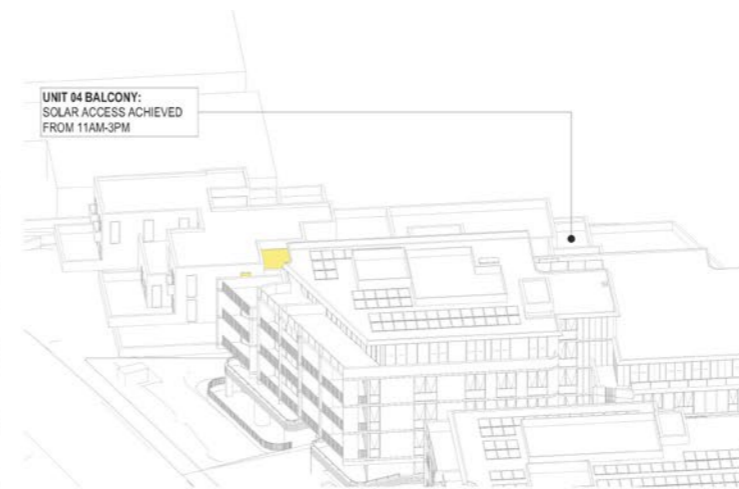 UNIT 04 BALCONY:
SOLAR ACCESS ACHIEVED
FROM 11AM-3PM